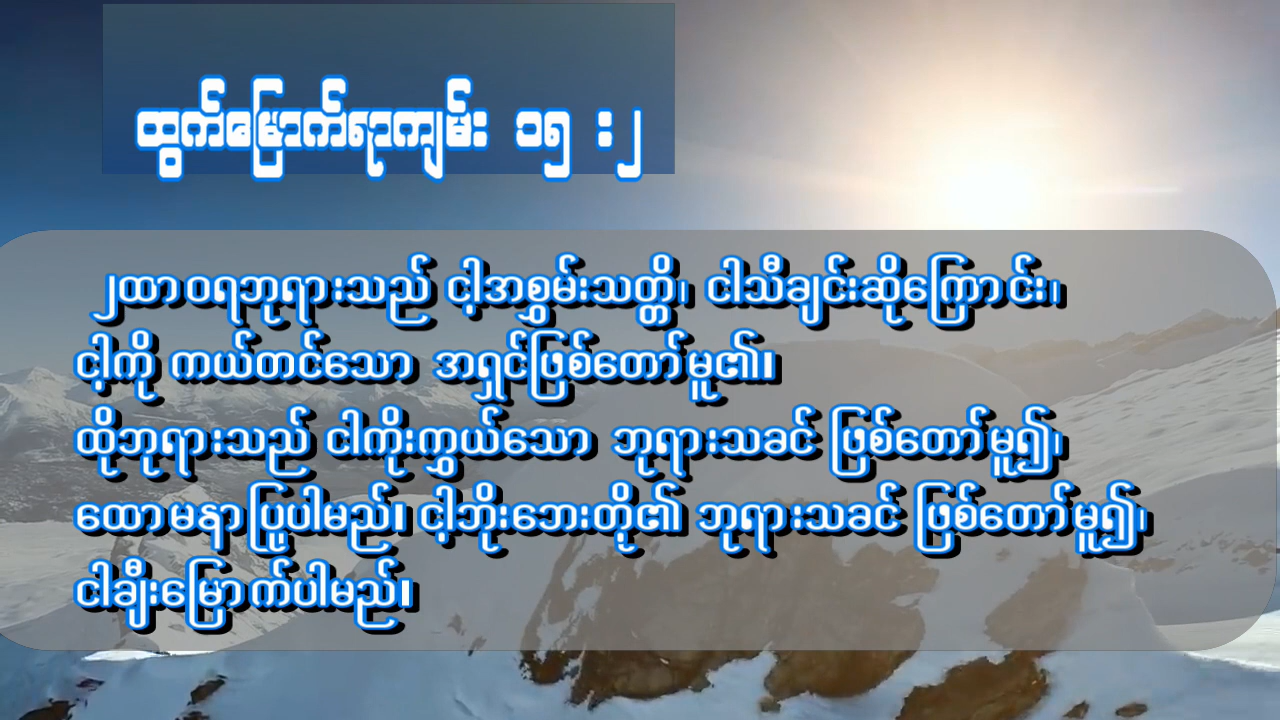 ထွက်မြောက်ရာကျမ်း ၁၅ :၂
၂ထာဝရဘုရားသည် ငါ့အစွမ်းသတ္တိ၊ ငါသီချင်းဆိုကြောင်း၊
ငါ့ကို ကယ်တင်သော အရှင်ဖြစ်တော်မူ၏။
ထိုဘုရားသည် ငါကိုးကွယ်သော ဘုရားသခင် ဖြစ်တော်မူ၍၊
ထောမနာပြုပါမည်။ ငါ့ဘိုးဘေးတို့၏ ဘုရားသခင် ဖြစ်တော်မူ၍၊
ငါချီးမြှောက်ပါမည်။